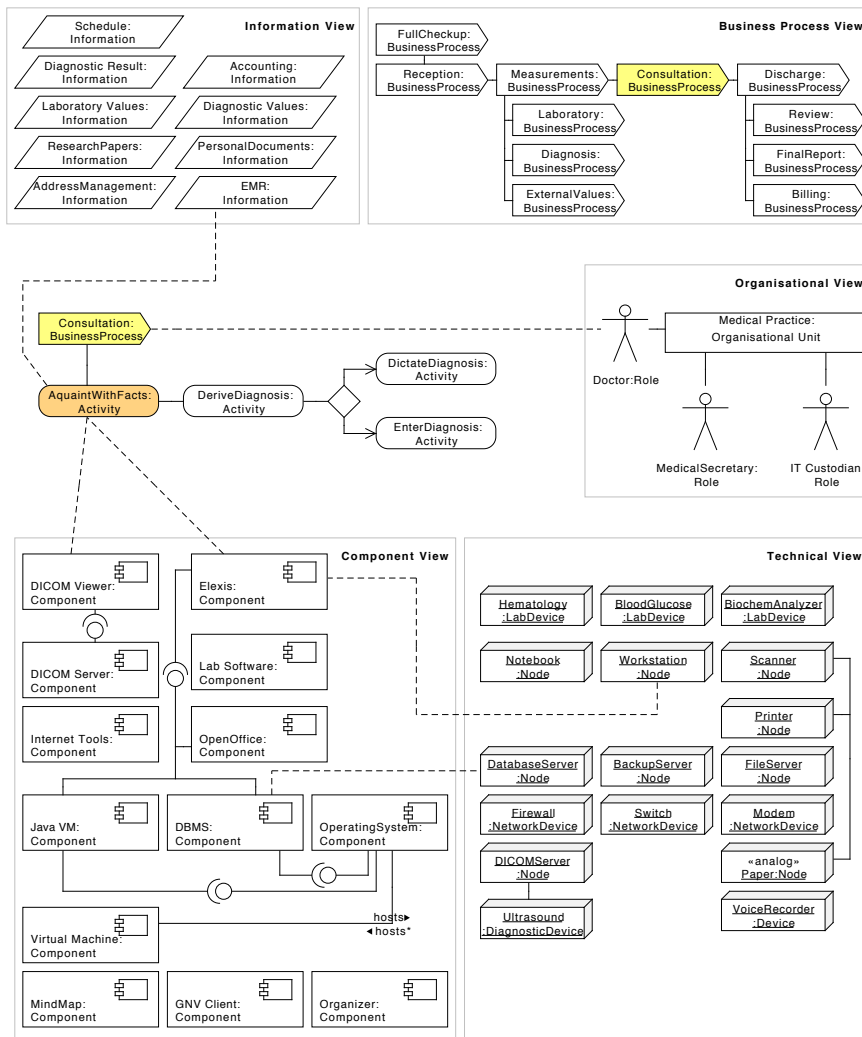 Information View
Schedule:
Information
Diagnostic Result:
Information
Accounting:
Information
Laboratory Values:
Information
Diagnostic Values:
Information
ResearchPapers:
Information
PersonalDocuments:
Information
AddressManagement:
Information
EMR:
Information
Business Process View
FullCheckup:
BusinessProcess
Reception:
BusinessProcess
Measurements:
BusinessProcess
Consultation:
BusinessProcess
Discharge:
BusinessProcess
Laboratory:
BusinessProcess
Review:
BusinessProcess
Diagnosis:
BusinessProcess
FinalReport:
BusinessProcess
ExternalValues:
BusinessProcess
Billing:
BusinessProcess
Consultation:
BusinessProcess
AquaintWithFacts:
Activity
DeriveDiagnosis:
Activity
DictateDiagnosis:
Activity
EnterDiagnosis:
Activity
Organisational View
Medical Practice:
Organisational Unit
Doctor:Role
MedicalSecretary:
Role
IT Custodian:
Role
Component View
DICOM Viewer:
Component
Elexis:
Component
DICOM Server:
Component
Lab Software:
Component
Internet Tools:
Component
OpenOffice:
Component
Java VM:
Component
DBMS:
Component
OperatingSystem:
Component
hosts▶
◀hosts*
Virtual Machine:
Component
MindMap:
Component
GNV Client:
Component
Organizer:
Component
Technical View
Hematology
:LabDevice
BloodGlucose
:LabDevice
BiochemAnalyzer
:LabDevice
Notebook
:Node
Workstation
:Node
Scanner
:Node
Printer
:Node
DatabaseServer
:Node
BackupServer
:Node
FileServer
:Node
Firewall
:NetworkDevice
Switch
:NetworkDevice
Modem
:NetworkDevice
DICOMServer
:Node
«analog»
Paper:Node
Ultrasound
:DiagnosticDevice
VoiceRecorder
:Device